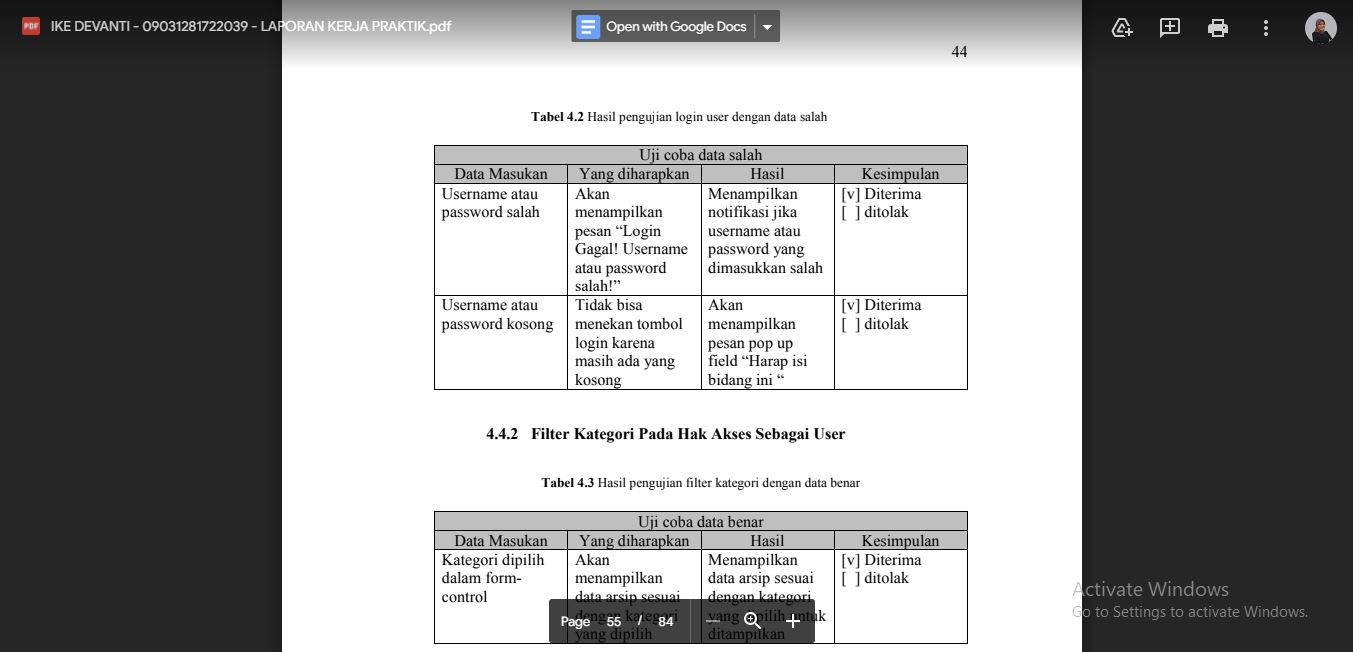 PDF IKE DEVANTI - 09031281722039 - LAPORAN KERJA PRAKTIK.pdf
Open with Google Docs
44
Tabel 4.2 Hasil pengujian login user dengan data salah
Uji coba data salah
Data Masukan Yang diharapkan Hasil Kesimpulan
Username atau
password salah
Akan
menampilkan
pesan “Login
Gagal! Username
atau password
salah!”
Menampilkan
notifikasi jika
username atau
password yang
dimasukkan salah
[v] Diterima
[ ] ditolak
Username atau
password kosong
Tidak bisa
menekan tombol
login karena
masih ada yang
kosong
Akan
menampilkan
pesan pop up
field “Harap isi
bidang ini “
[v] Diterima
[ ] ditolak
4.4.2 Filter Kategori Pada Hak Akses Sebagai User
Tabel 4.3 Hasil pengujian filter kategori dengan data benar
Uji coba data benar
Data Masukan Yang diharapkan Hasil Kesimpulan
Kategori dipilih
dalam form-
control
Akan
menampilkan
data arsip sesuai
dengan kategori
yang dipilih
Menampilkan
data arsip sesuai
dengan kategori
yang dipilih untuk
ditampilkan
[v] Diterima
[ ] ditolak
Page 55 / 84
Activate Windows
Go to Settings to activate Windows.